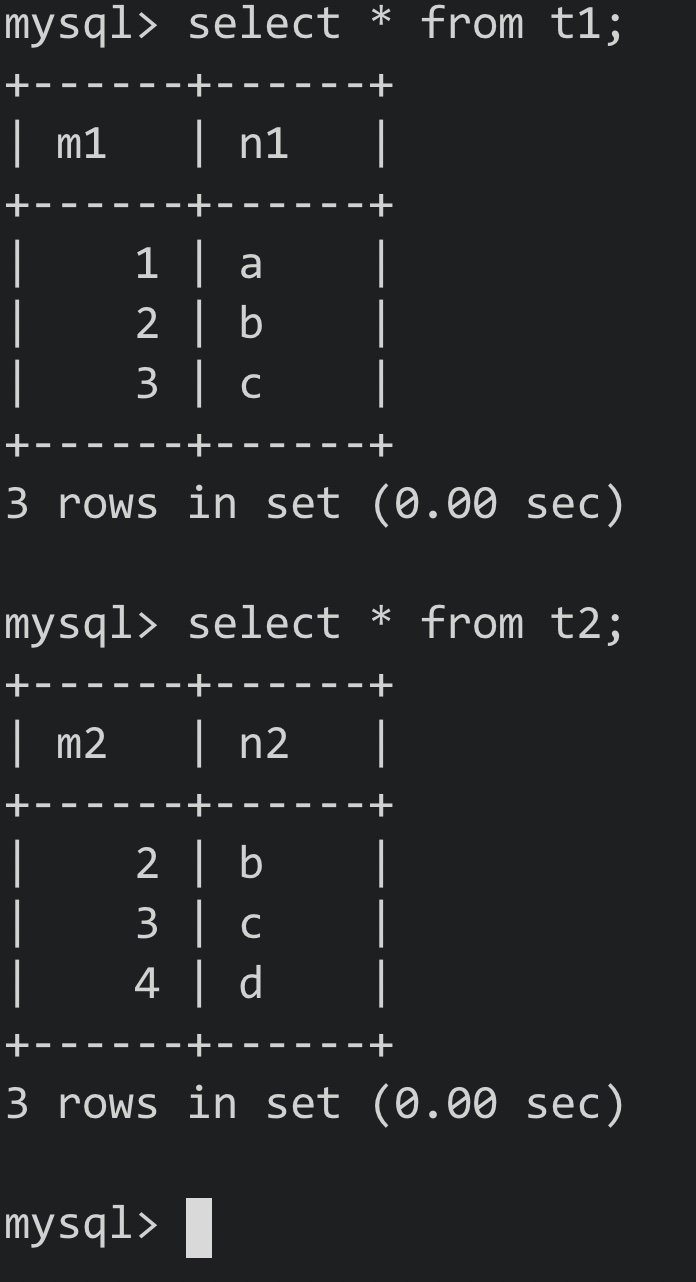 mysql> select * from t1;
+------+------+
| m1   | n1   |
+------+------+
|    1 | a    |
|    2 | b    |
|    3 | c    |
+------+------+
3 rows in set (0.00 sec)

mysql> select * from t2;
+------+------+
| m2   | n2   |
+------+------+
|    2 | b    |
|    3 | c    |
|    4 | d    |
+------+------+
3 rows in set (0.00 sec)

mysql>